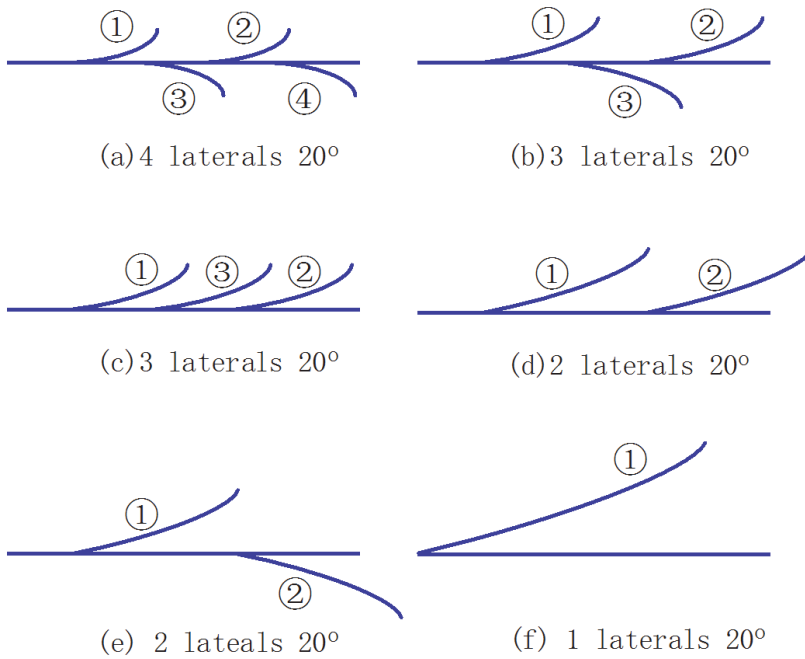 ① ② ① ②
③ ④ ③
(a)4 laterals 20° (b)3 laterals 20°
① ③ ② ① ②
(c)3 laterals 20° (d)2 laterals 20°
① ①
②
(e) 2 lateals 20° (f) 1 laterals 20°